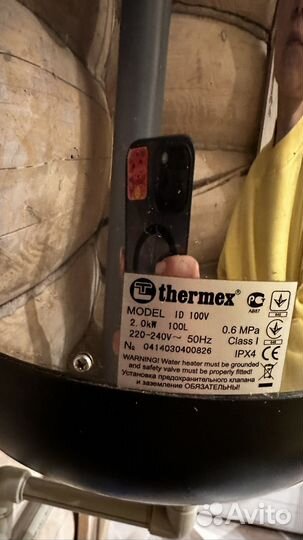 thermex®
MODEL ID 100V
2.0kW 100L 0.6 MPa
220-240V~ 50Hz Class I
№ 0414030400826 IPX4
WARNING! Water heater must be grounded
and safety valve must be installed properly!
Установка предохранительного клапана
и заземление ОБЯЗАТЕЛЬНЫ!
Avito